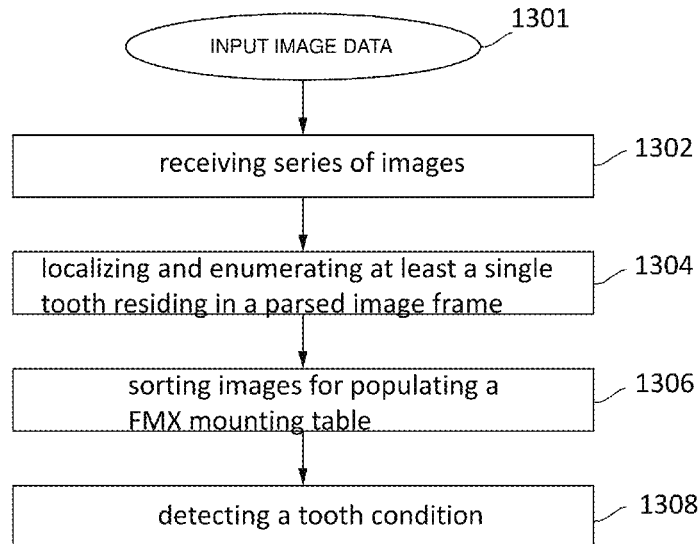 INPUT IMAGE DATA
1301
receiving series of images
1302
localizing and enumerating at least a single
tooth residing in a parsed image frame
1304
sorting images for populating a
FMX mounting table
1306
detecting a tooth condition
1308